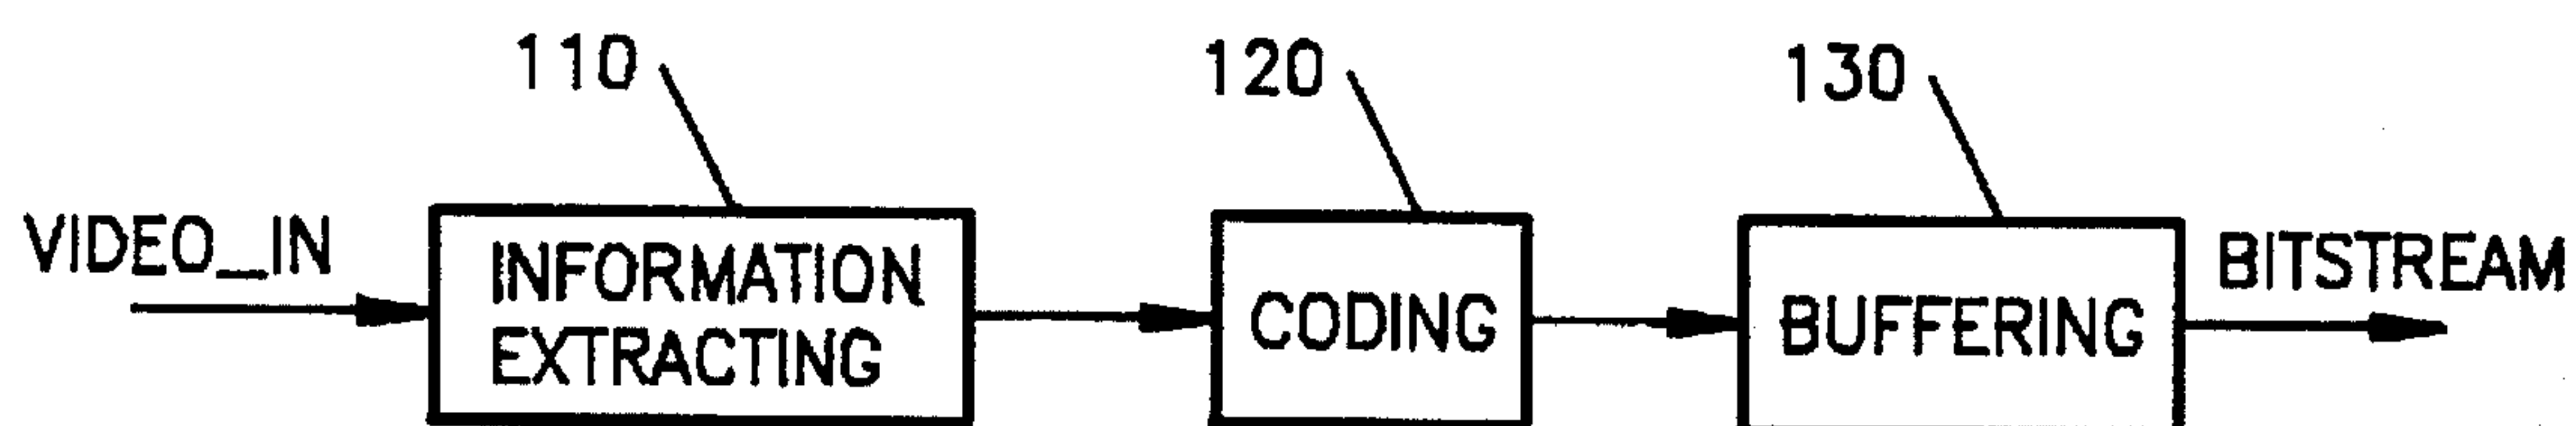 110
120
130
VIDEO_IN
INFORMATION
EXTRACTING
CODING
BUFFERING
BITSTREAM